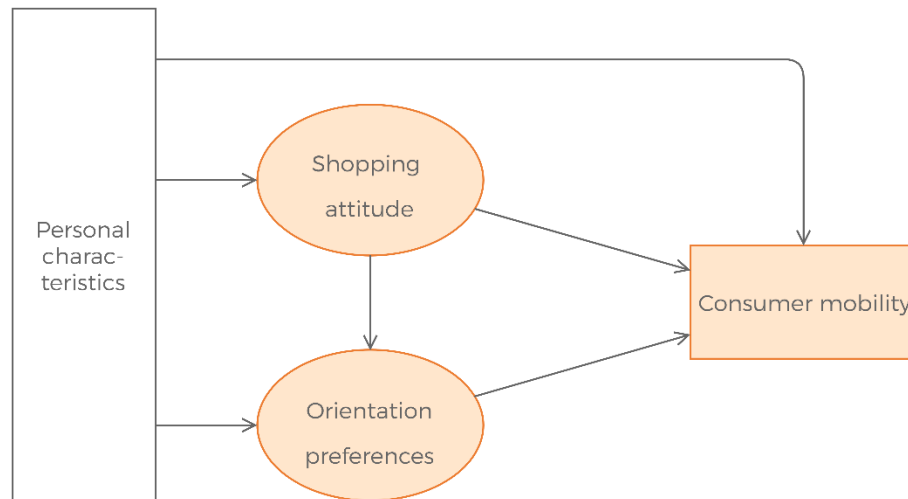 Personal
charac-
teristics
Shopping
attitude
Orientation
preferences
Consumer mobility